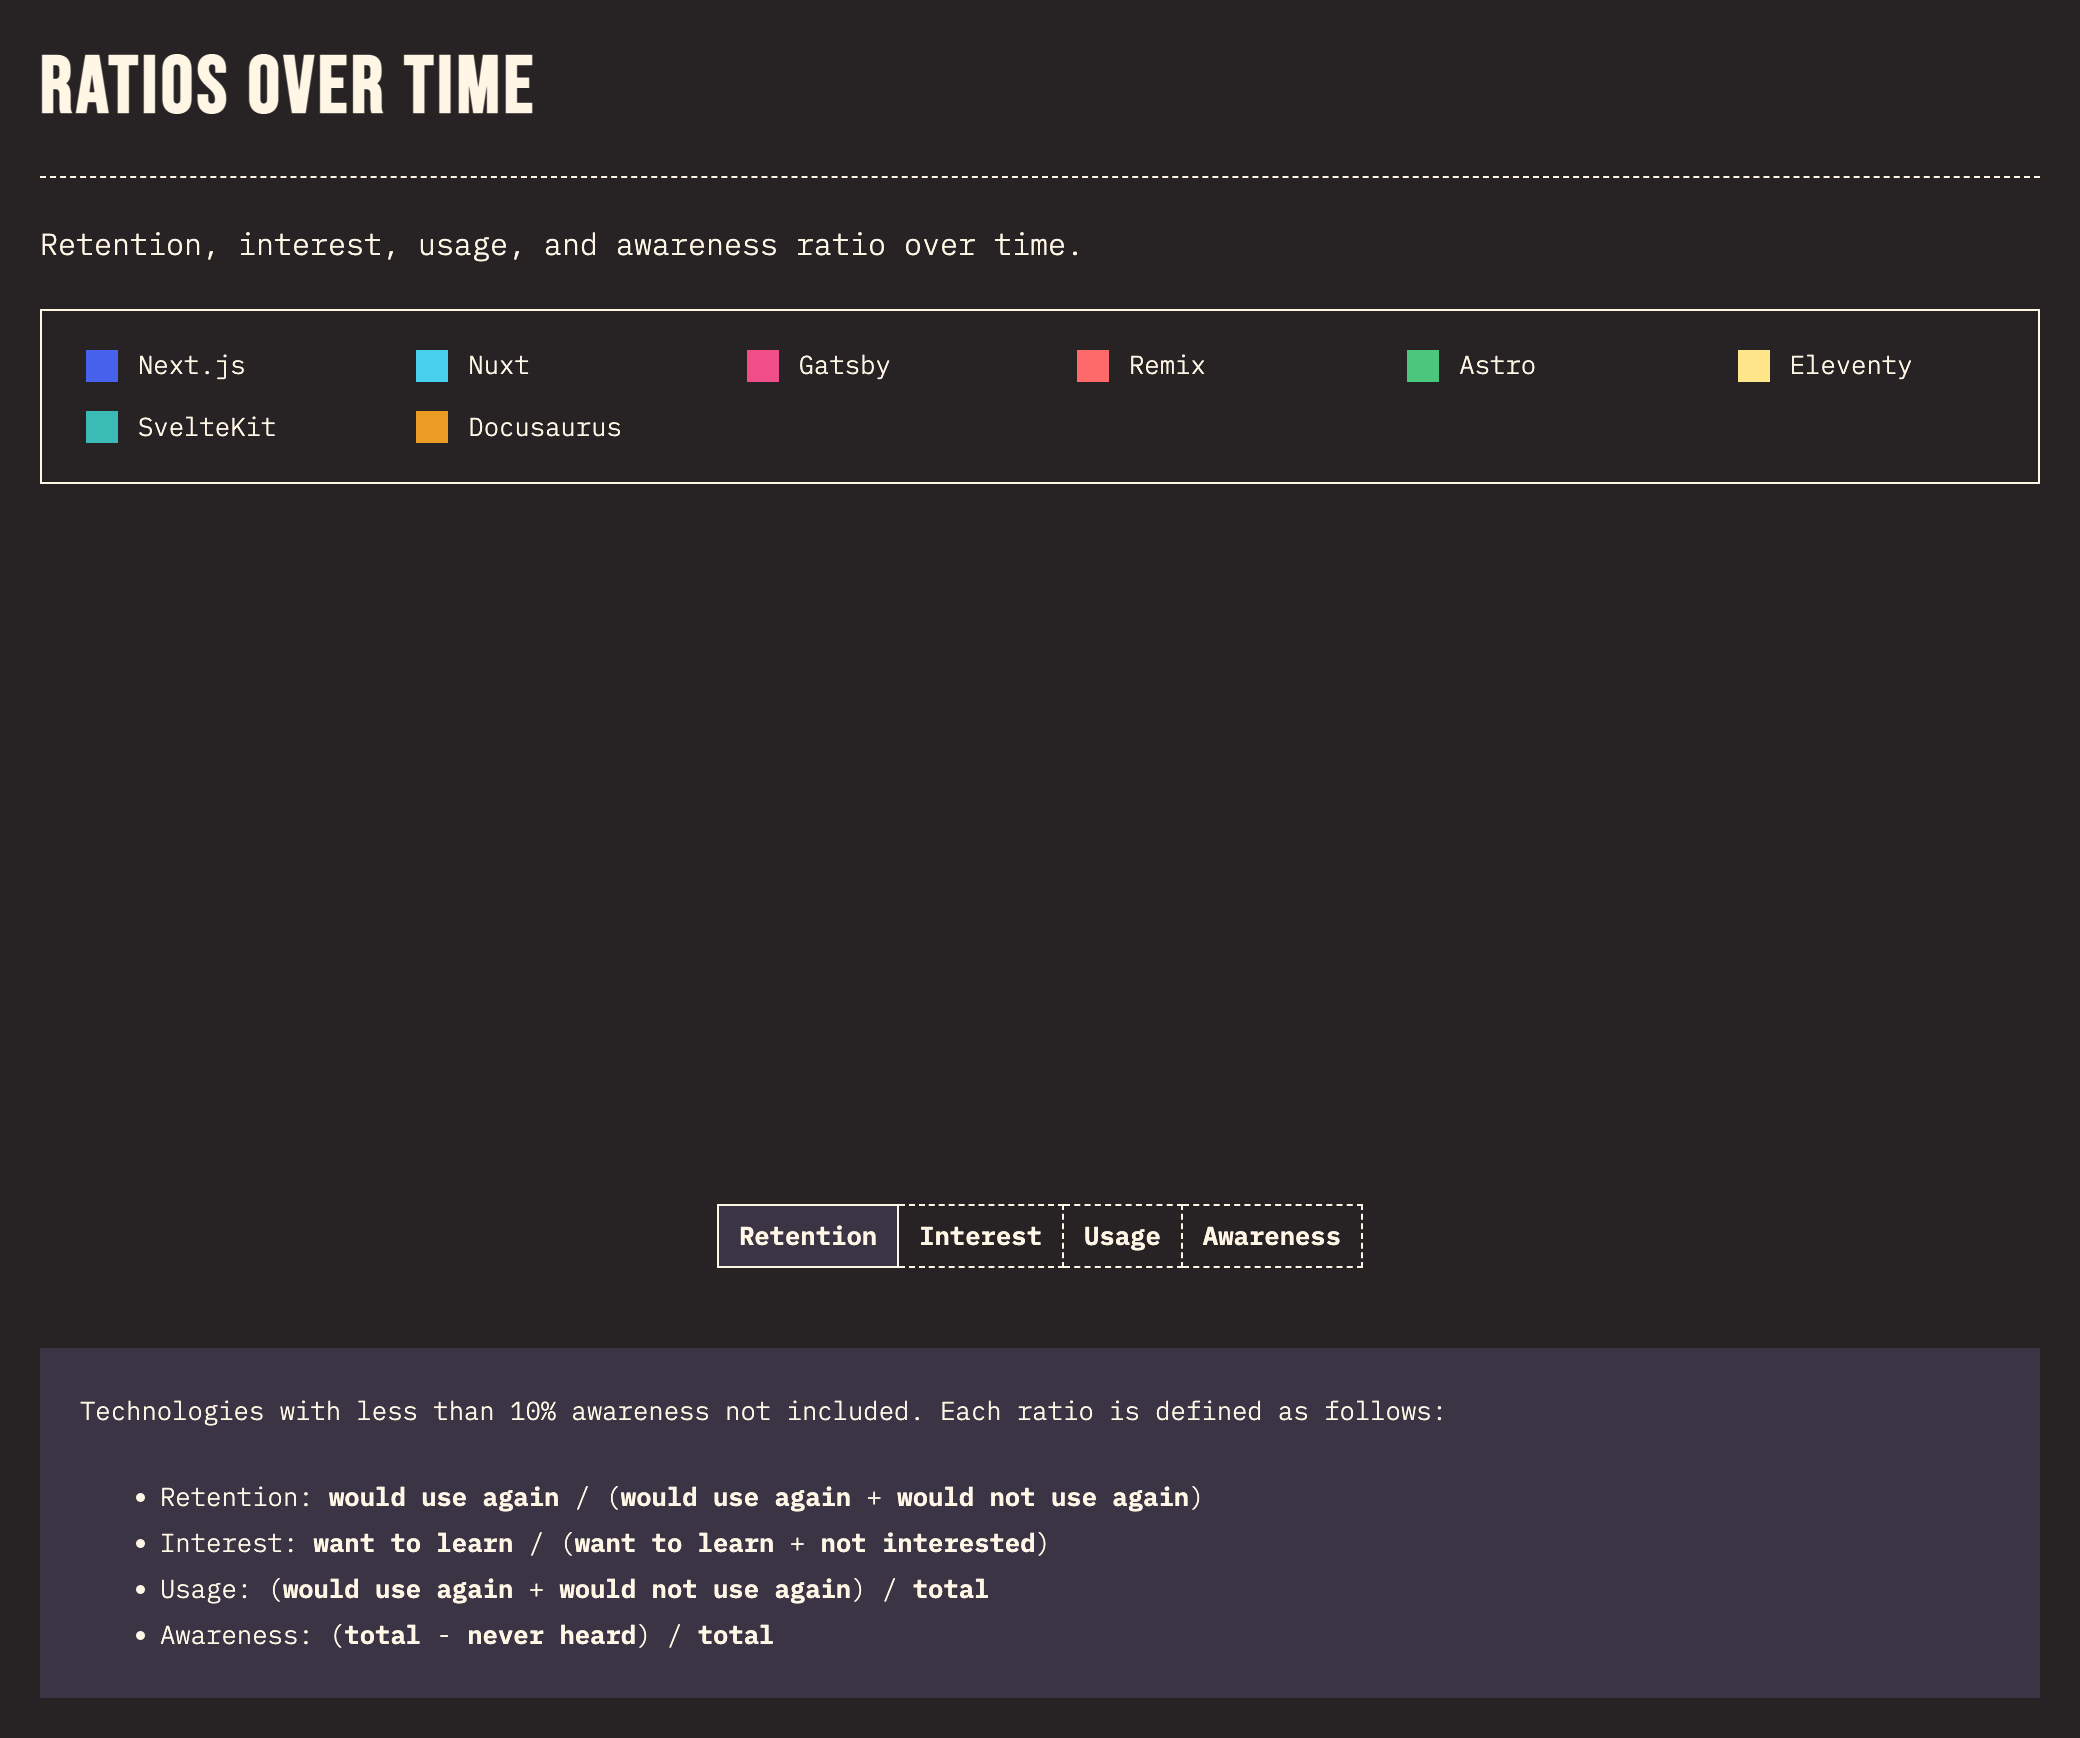 RATIOS OVER TIME
Retention, interest, usage, and awareness ratio over time.
Next.js Nuxt Gatsby Remix Astro Eleventy
SvelteKit Docusaurus
Retention Interest Usage Awareness
Technologies with less than 10% awareness not included. Each ratio is defined as follows:
• Retention: would use again / (would use again + would not use again)
• Interest: want to learn / (want to learn + not interested)
• Usage: (would use again + would not use again) / total
• Awareness: (total - never heard) / total